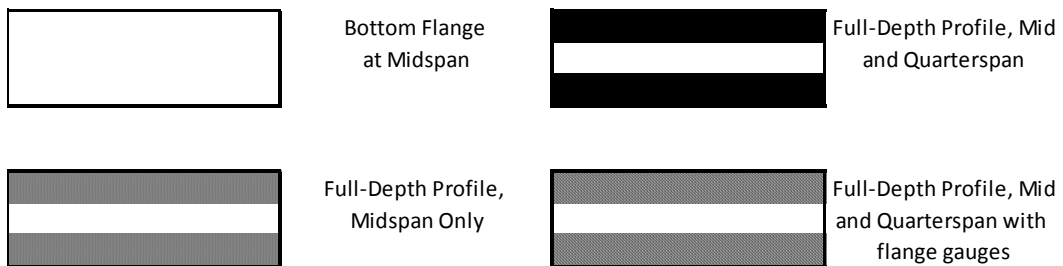 Bottom Flange
at Midspan
Full-Depth Profile, Mid
and Quarterspan
Full-Depth Profile,
Midspan Only
Full-Depth Profile, Mid
and Quarterspan with
flange gauges